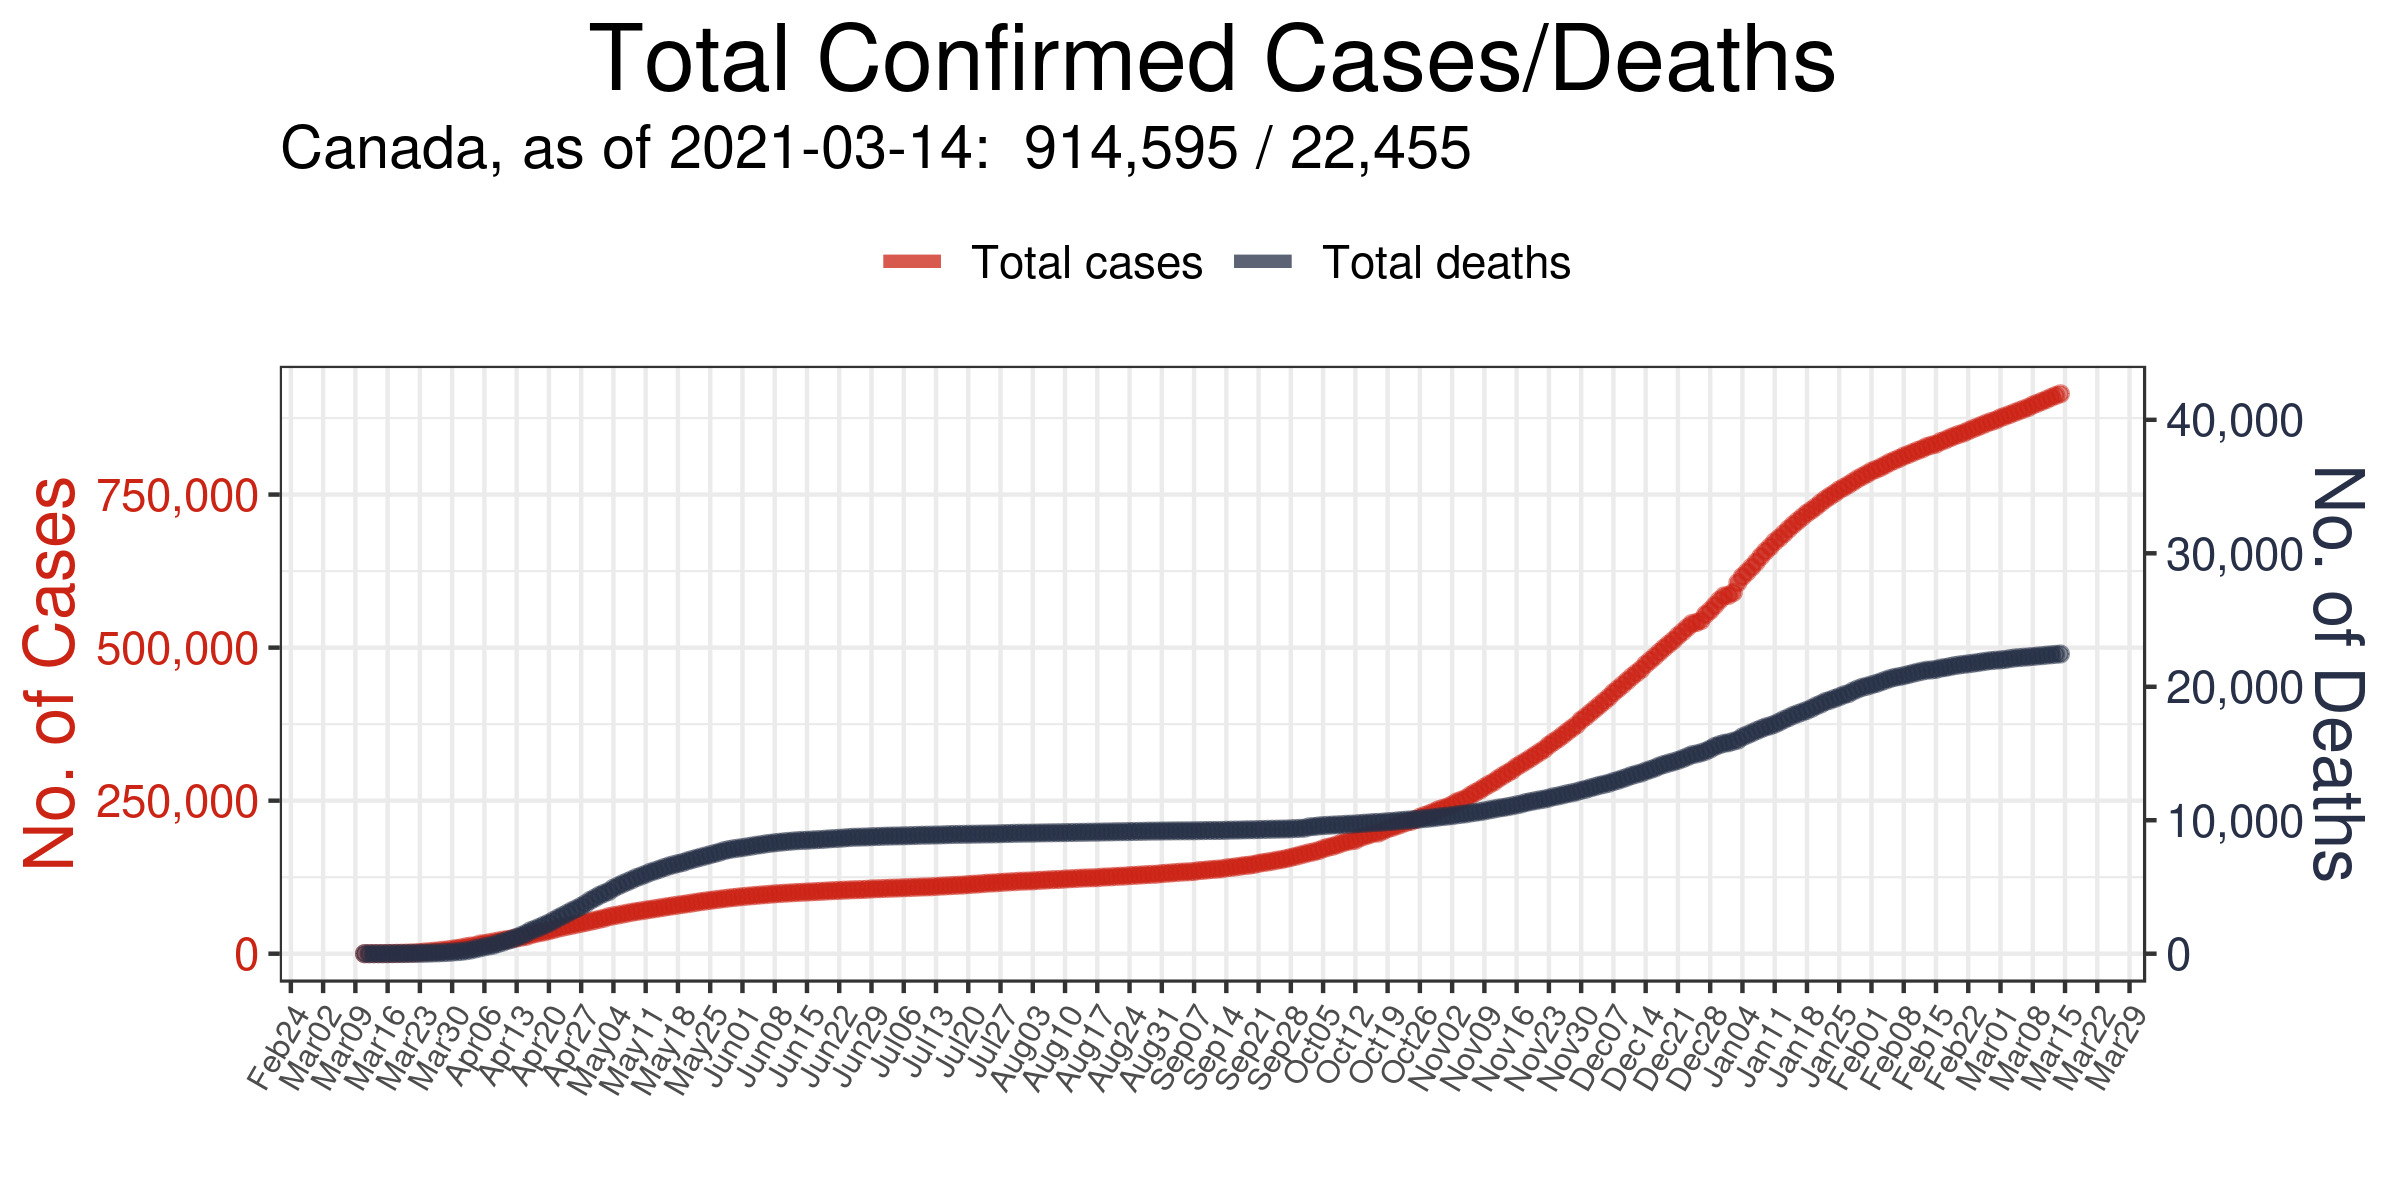 Total Confirmed Cases/Deaths
Canada, as of 2021-03-14:  914,595 / 22,455
Total cases
Total deaths
No. of Cases
750,000
500,000
250,000
0
40,000
30,000
20,000
10,000
0
No. of Deaths
Feb24
Mar02
Mar09
Mar16
Mar23
Mar30
Apr06
Apr13
Apr20
Apr27
May04
May11
May18
May25
Jun01
Jun08
Jun15
Jun22
Jun29
Jul06
Jul13
Jul20
Jul27
Aug03
Aug10
Aug17
Aug24
Aug31
Sep07
Sep14
Sep21
Sep28
Oct05
Oct12
Oct19
Oct26
Nov02
Nov09
Nov16
Nov23
Nov30
Dec07
Dec14
Dec21
Dec28
Jan04
Jan11
Jan18
Jan25
Feb01
Feb08
Feb15
Feb22
Mar01
Mar08
Mar15
Mar22
Mar29